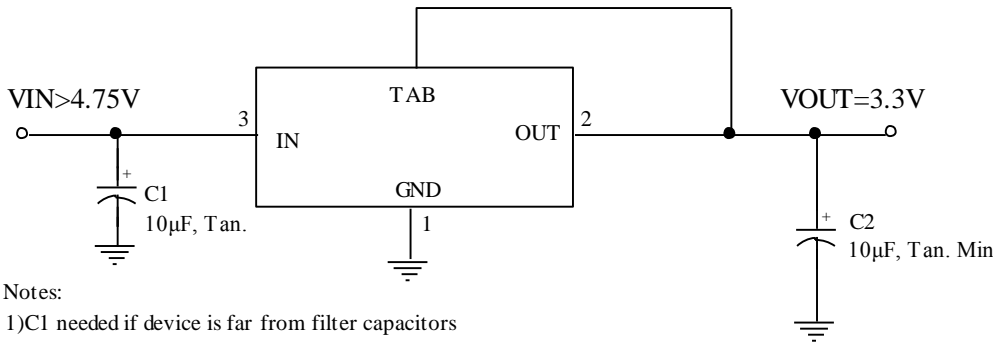 TAB
VIN>4.75V
VOUT=3.3V
3
IN
OUT
2
GND
1
+
C1
10μF, Tan.
+
C2
10μF, Tan. Min
Notes:
1)C1 needed if device is far from filter capacitors